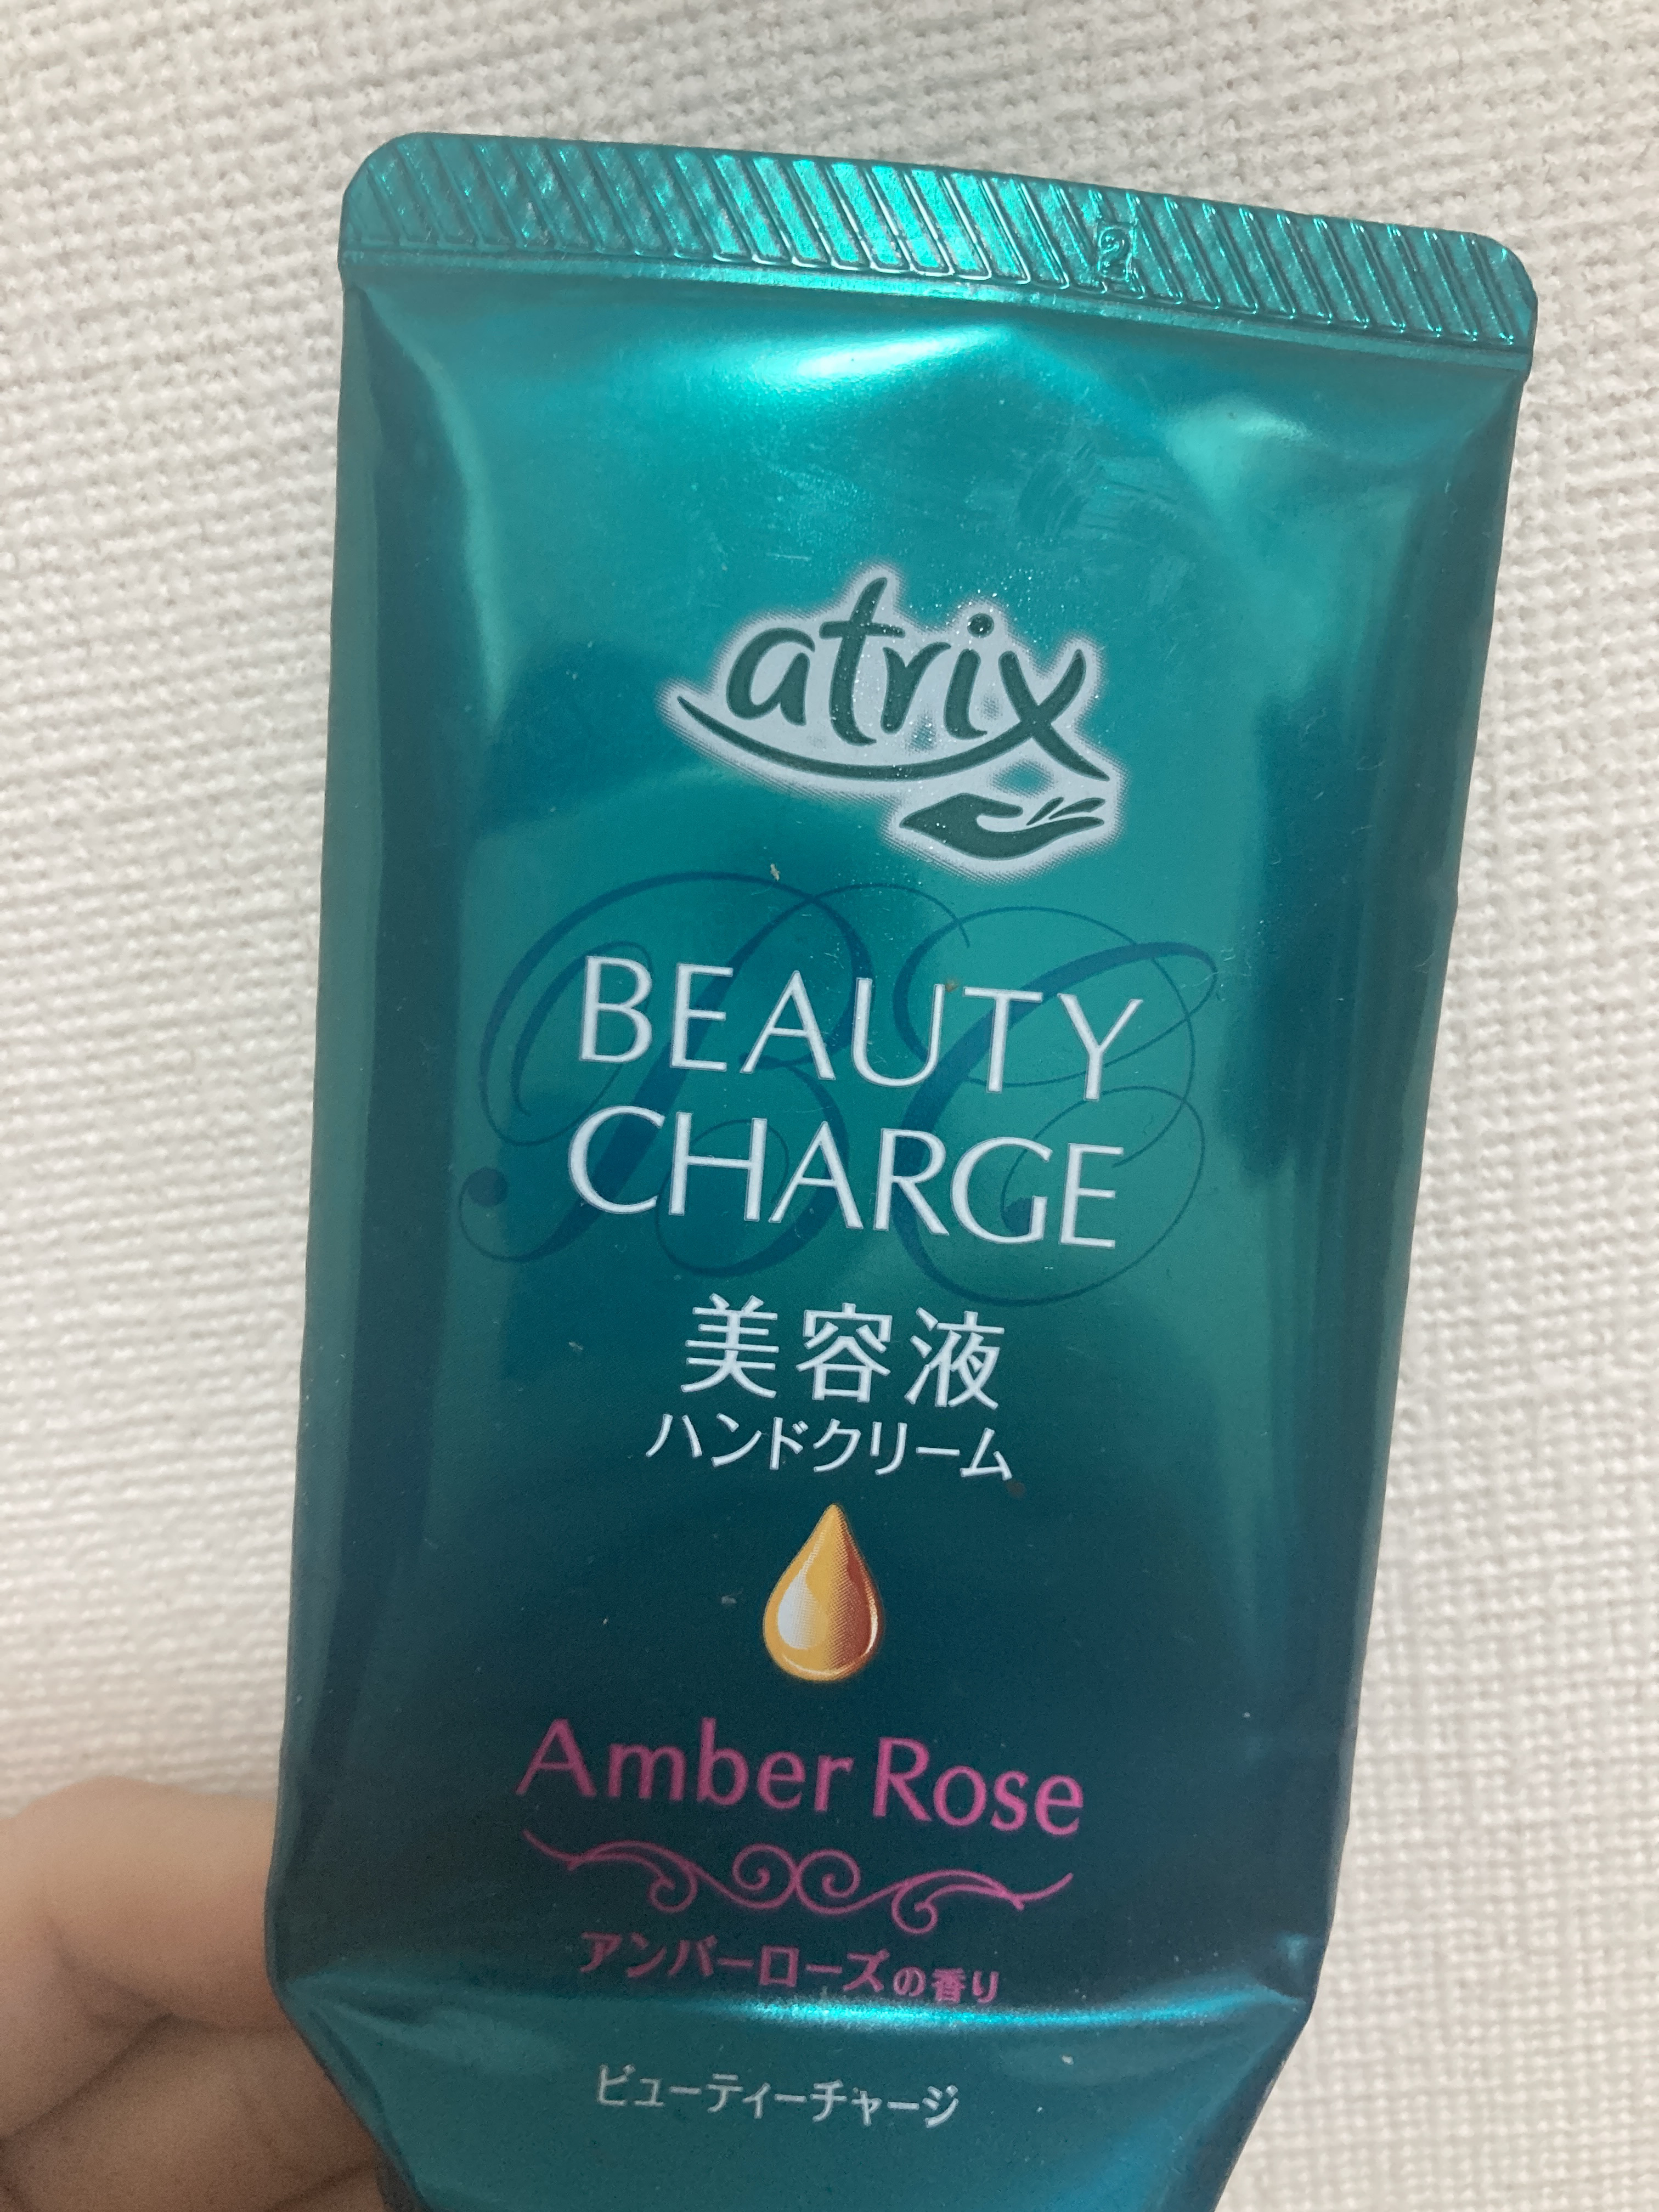 2
atrix
BEAUTY
CHARGE
美容液
ハンドクリーム
Amber Rose
アンバーローズの香り
ビューティーチャージ